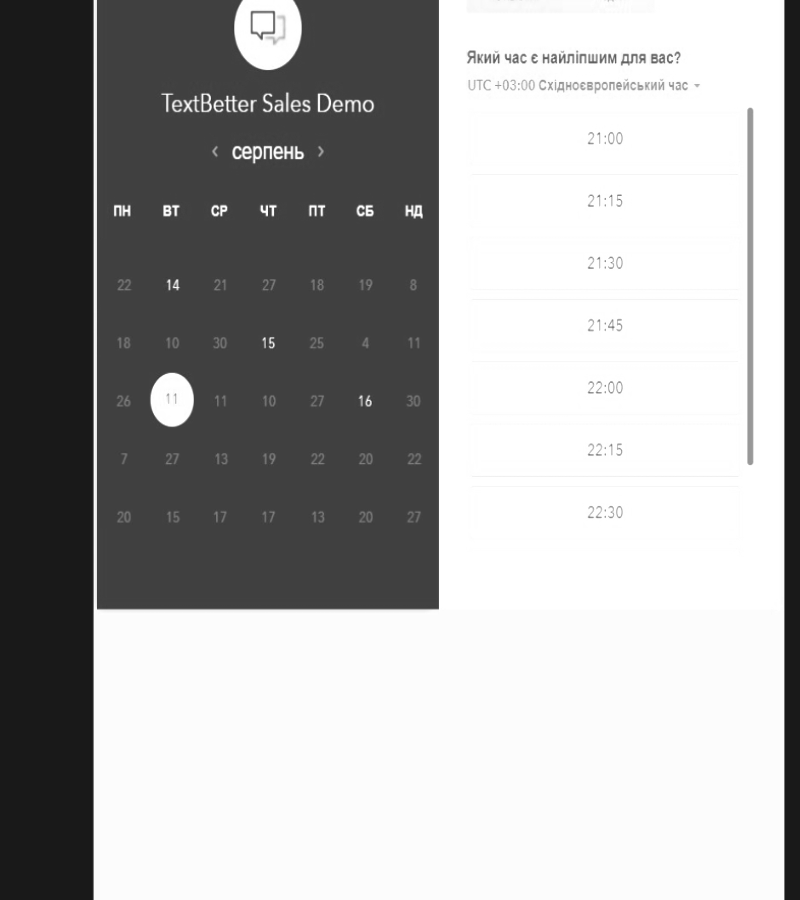 TextBetter Sales Demo
‹ серпень ›
ПН ВТ СР ЧТ ПТ СБ НД
22 14 21 27 18 19 8
18 10 30 15 25 4 11
26 11 11 10 27 16 30
7 27 13 19 22 20 22
20 15 17 17 13 20 27
Який час є найліпшим для вас?
UTC +03:00 Східноєвропейський час
21:00
21:15
21:30
21:45
22:00
22:15
22:30